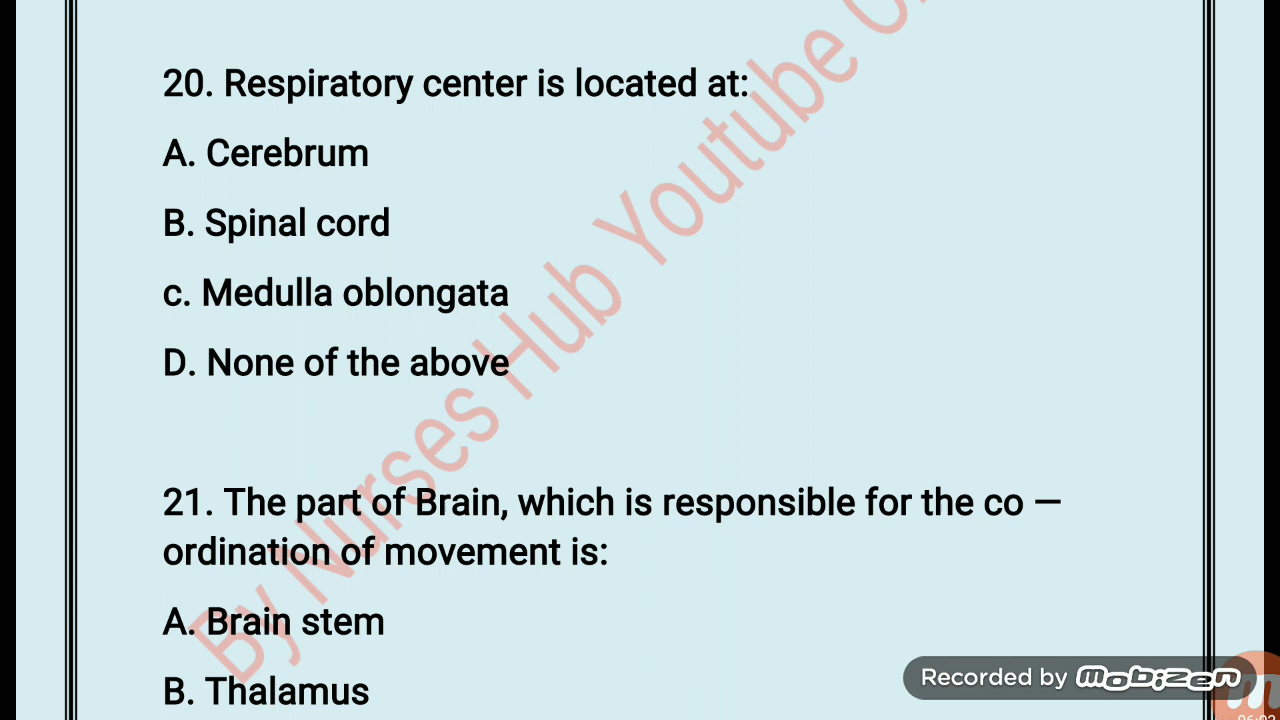 20. Respiratory center is located at:
A. Cerebrum
B. Spinal cord
c. Medulla oblongata
D. None of the above
21. The part of Brain, which is responsible for the co –
ordination of movement is:
A. Brain stem
B. Thalamus
By Nurses Hub Youtube
Recorded by Mobizen